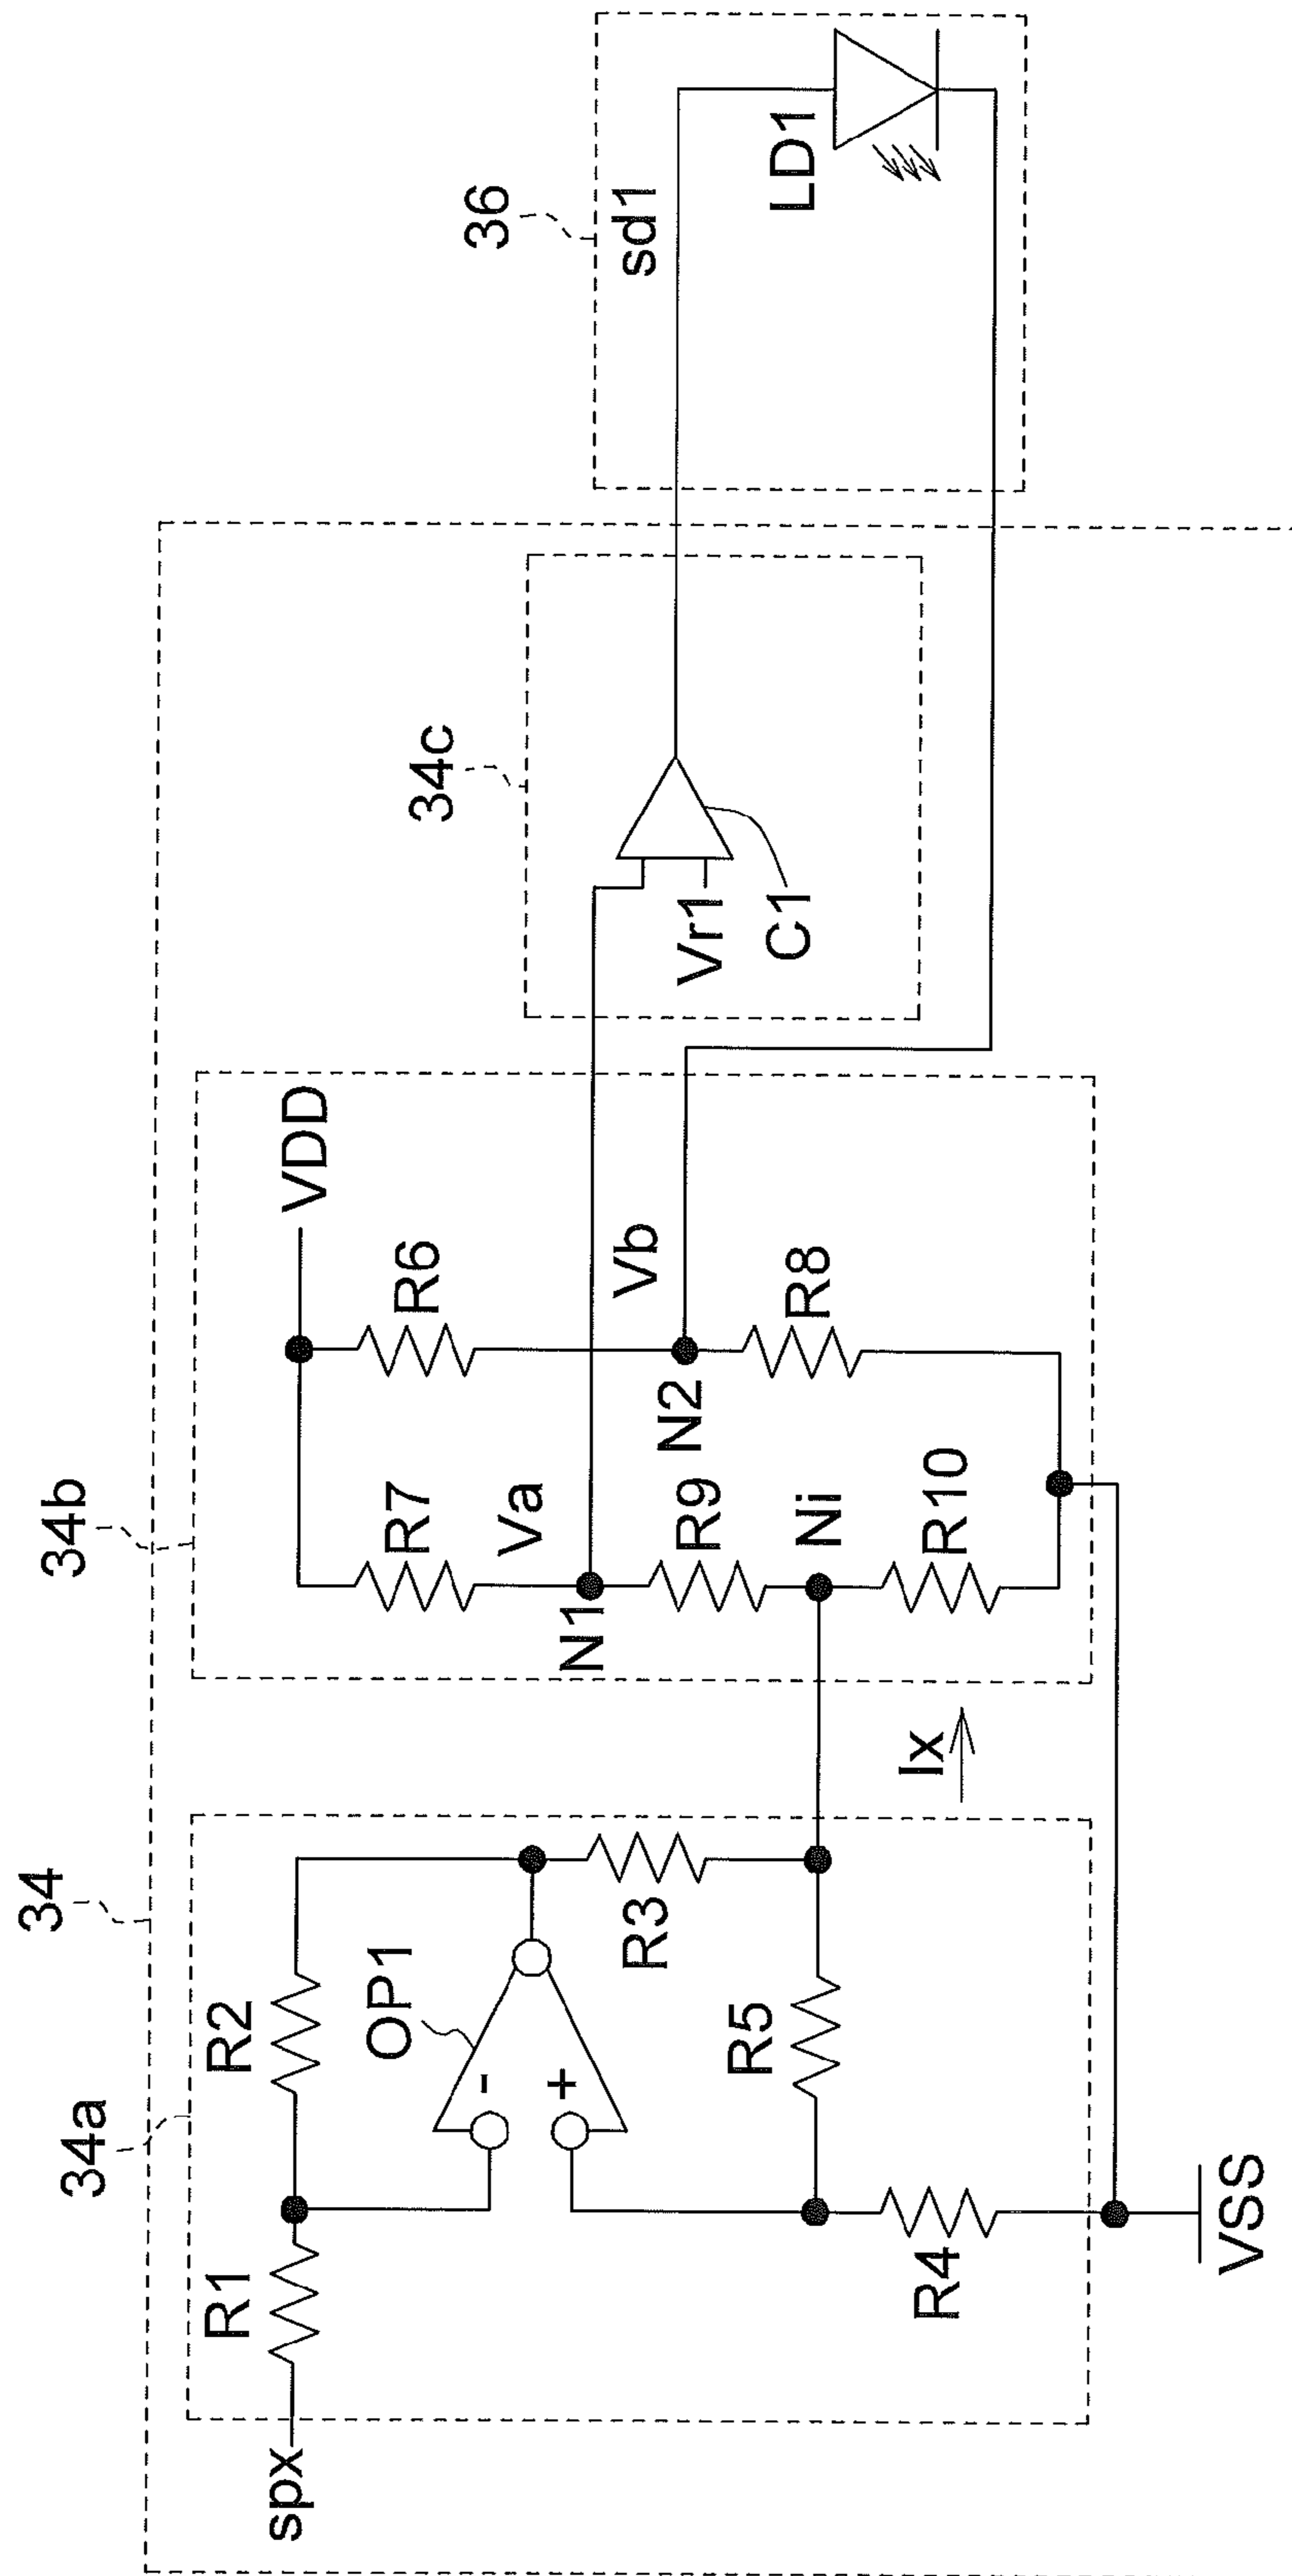 34
34a
34b
34c
36
spx
R1
R2
OP1
-
+
R3
R5
R4
VSS
Ix
VDD
R7
R6
Va
Vb
N1
N2
R9
R8
Ni
R10
Vr1
C1
sd1
LD1